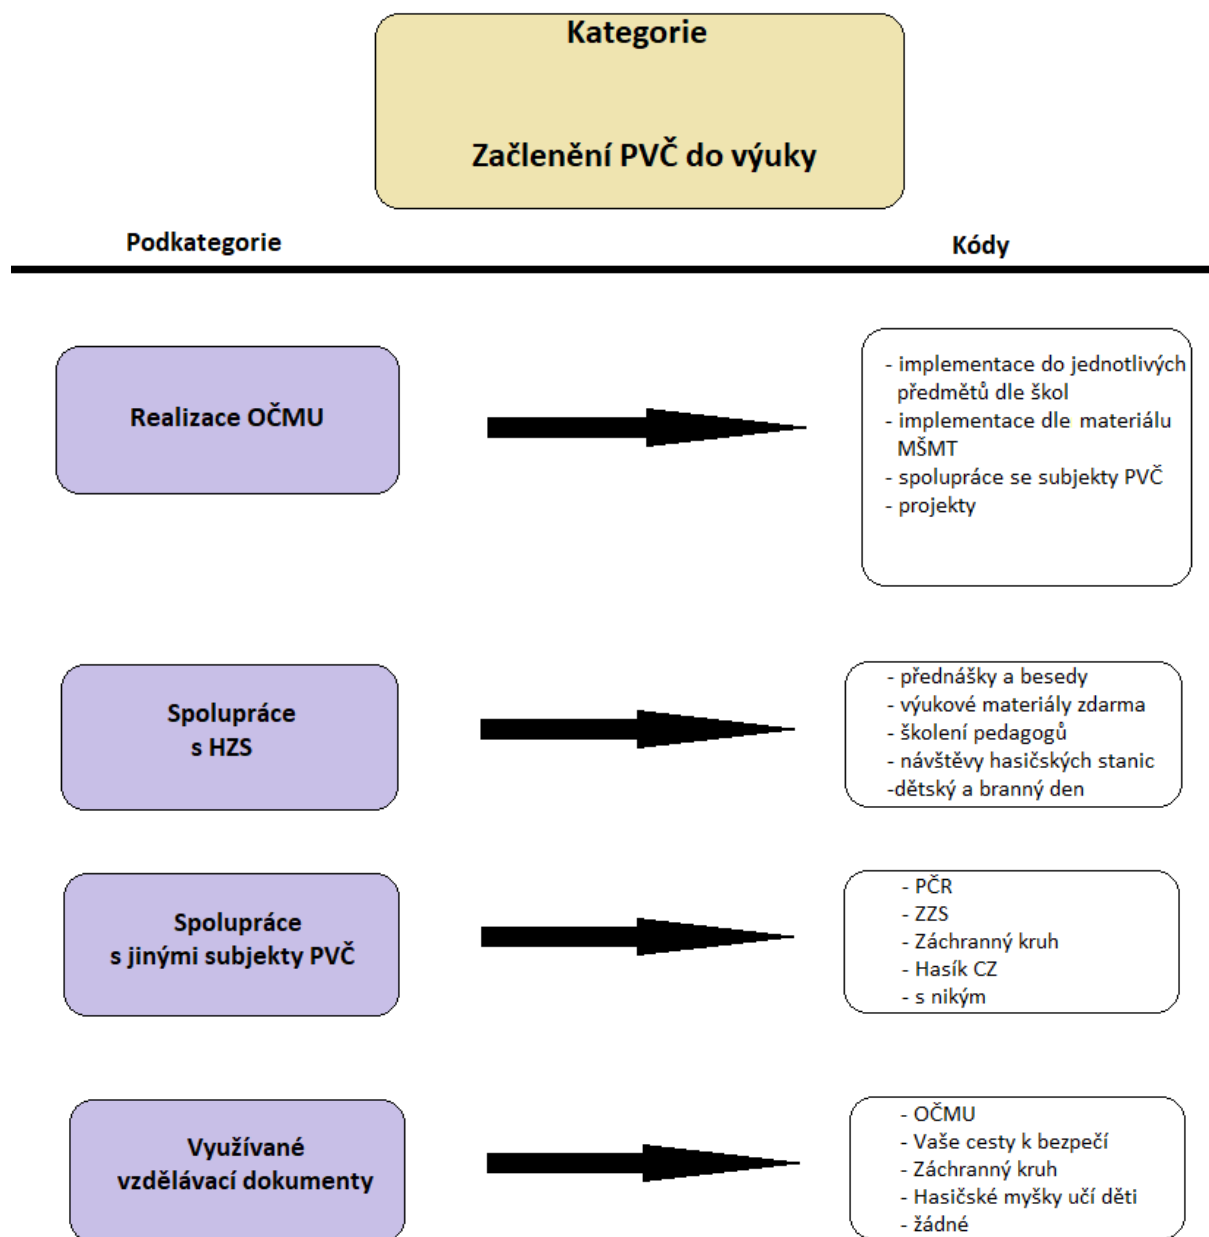 Kategorie
Začlenění PVČ do výuky
Podkategorie
Kódy
Realizace OČMU
- implementace do jednotlivých
předmětů dle škol
- implementace dle materiálu
MŠMT
- spolupráce se subjekty PVČ
- projekty
Spolupráce
s HZS
- přednášky a besedy
- výukové materiály zdarma
- školení pedagogů
- návštěvy hasičských stanic
-dětský a branný den
Spolupráce
s jinými subjekty PVČ
- PČR
- ZZS
- Záchranný kruh
- Hasík CZ
- s nikým
Využívané
vzdělávací dokumenty
- OČMU
- Vaše cesty k bezpečí
- Záchranný kruh
- Hasičské myšky učí děti
- žádné